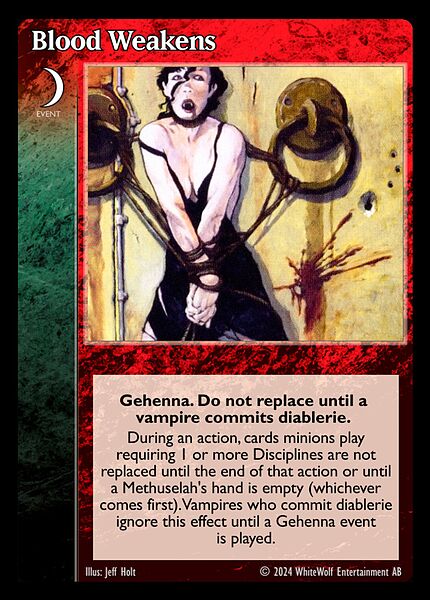 Blood Weakens
EVENT
Gehenna. Do not replace until a
vampire commits diablerie.
During an action, cards minions play
requiring 1 or more Disciplines are not
replaced until the end of that action or until
a Methuselah's hand is empty (whichever
comes first).Vampires who commit diablerie
ignore this effect until a Gehenna event
is played.
Illus: Jeff Holt
© 2024 WhiteWolf Entertainment AB